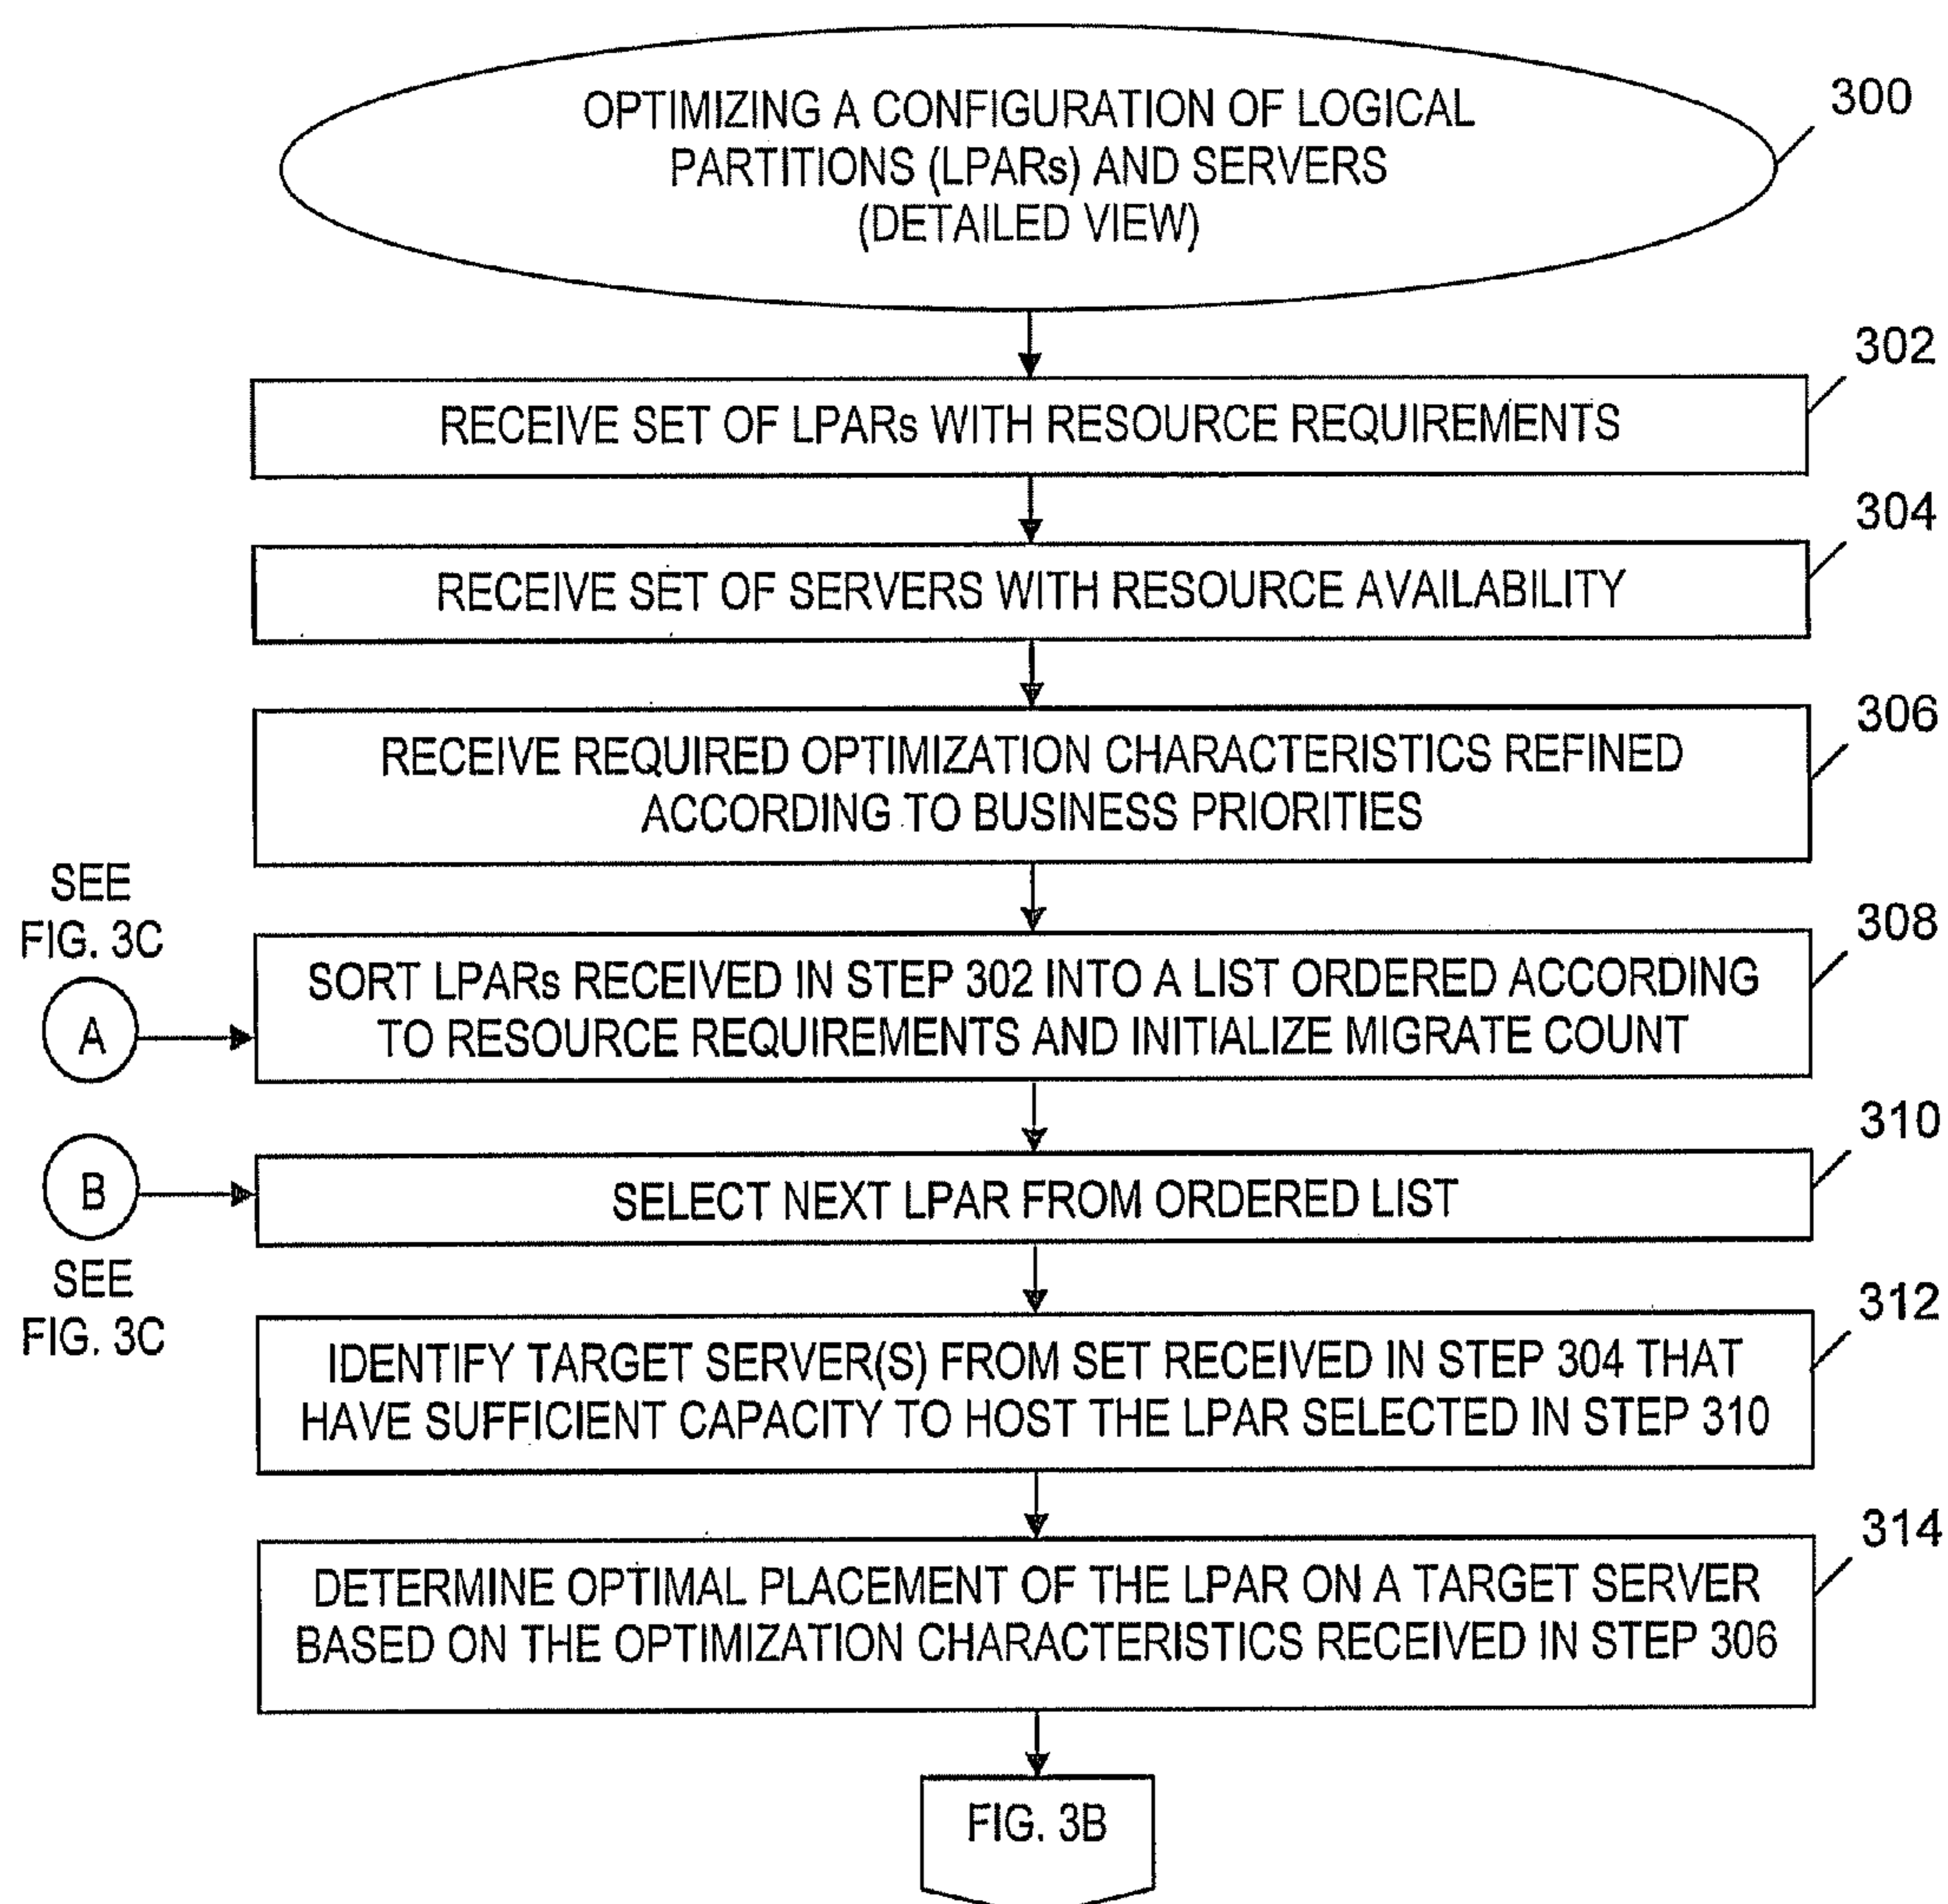 OPTIMIZING A CONFIGURATION OF LOGICAL
PARTITIONS (LPARs) AND SERVERS
(DETAILED VIEW)
300
302
RECEIVE SET OF LPARs WITH RESOURCE REQUIREMENTS
304
RECEIVE SET OF SERVERS WITH RESOURCE AVAILABILITY
306
RECEIVE REQUIRED OPTIMIZATION CHARACTERISTICS REFINED
ACCORDING TO BUSINESS PRIORITIES
SEE
FIG. 3C
A
308
SORT LPARs RECEIVED IN STEP 302 INTO A LIST ORDERED ACCORDING
TO RESOURCE REQUIREMENTS AND INITIALIZE MIGRATE COUNT
310
B
SELECT NEXT LPAR FROM ORDERED LIST
SEE
FIG. 3C
312
IDENTIFY TARGET SERVER(S) FROM SET RECEIVED IN STEP 304 THAT
HAVE SUFFICIENT CAPACITY TO HOST THE LPAR SELECTED IN STEP 310
314
DETERMINE OPTIMAL PLACEMENT OF THE LPAR ON A TARGET SERVER
BASED ON THE OPTIMIZATION CHARACTERISTICS RECEIVED IN STEP 306
FIG. 3B